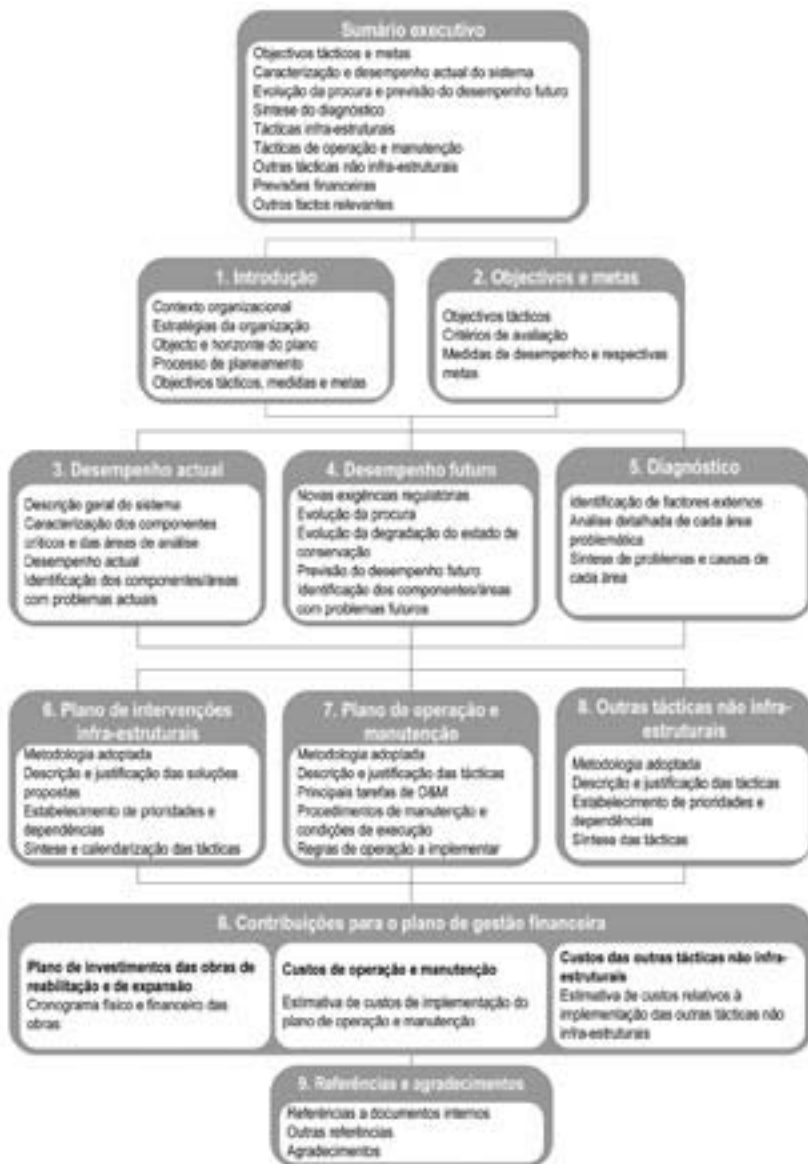 Sumário executivo
Objectivos tácticos e metas
Caracterização e desempenho actual do sistema
Evolução da procura e previsão do desempenho futuro
Síntese do diagnóstico
Tácticas infra-estruturais
Tácticas de operação e manutenção
Outras tácticas não infra-estruturais
Previsões financeiras
Outros factos relevantes
1. Introdução
Contexto organizacional
Estratégias da organização
Objecto e horizonte do plano
Processo de planeamento
Objectivos tácticos, medidas e metas
2. Objectivos e metas
Objectivos tácticos
Critérios de avaliação
Medidas de desempenho e respectivas
metas
3. Desempenho actual
Descrição geral do sistema
Caracterização dos componentes
críticos e das áreas de análise
Desempenho actual
Identificação dos componentes/áreas
com problemas actuais
4. Desempenho futuro
Novas exigências regulatórias
Evolução da procura
Evolução da degradação do estado de
conservação
Previsão do desempenho futuro
Identificação dos componentes/áreas
com problemas futuros
5. Diagnóstico
Identificação de factores externos
Análise detalhada de cada área
problemática
Síntese de problemas e causas de
cada área
6. Plano de intervenções
infra-estruturais
Metodologia adoptada
Descrição e justificação das soluções
propostas
Estabelecimento de prioridades e
dependências
Síntese e calendarização das tácticas
7. Plano de operação e
manutenção
Metodologia adoptada
Descrição e justificação das tácticas
Principais tarefas de O&M
Procedimentos de manutenção e
condições de execução
Regras de operação a implementar
8. Outras tácticas não infra-
estruturais
Metodologia adoptada
Descrição e justificação das tácticas
Estabelecimento de prioridades e
dependências
Síntese das tácticas
8. Contribuições para o plano de gestão financeira
Plano de investimentos das obras de
reabilitação e de expansão
Cronograma físico e financeiro das
obras
Custos de operação e manutenção
Estimativa de custos de implementação do
plano de operação e manutenção
Custos das outras tácticas não infra-
estruturais
Estimativa de custos relativos à
implementação das outras tácticas não
infra-estruturais
9. Referências e agradecimentos
Referências a documentos internos
Outras referências
Agradecimentos